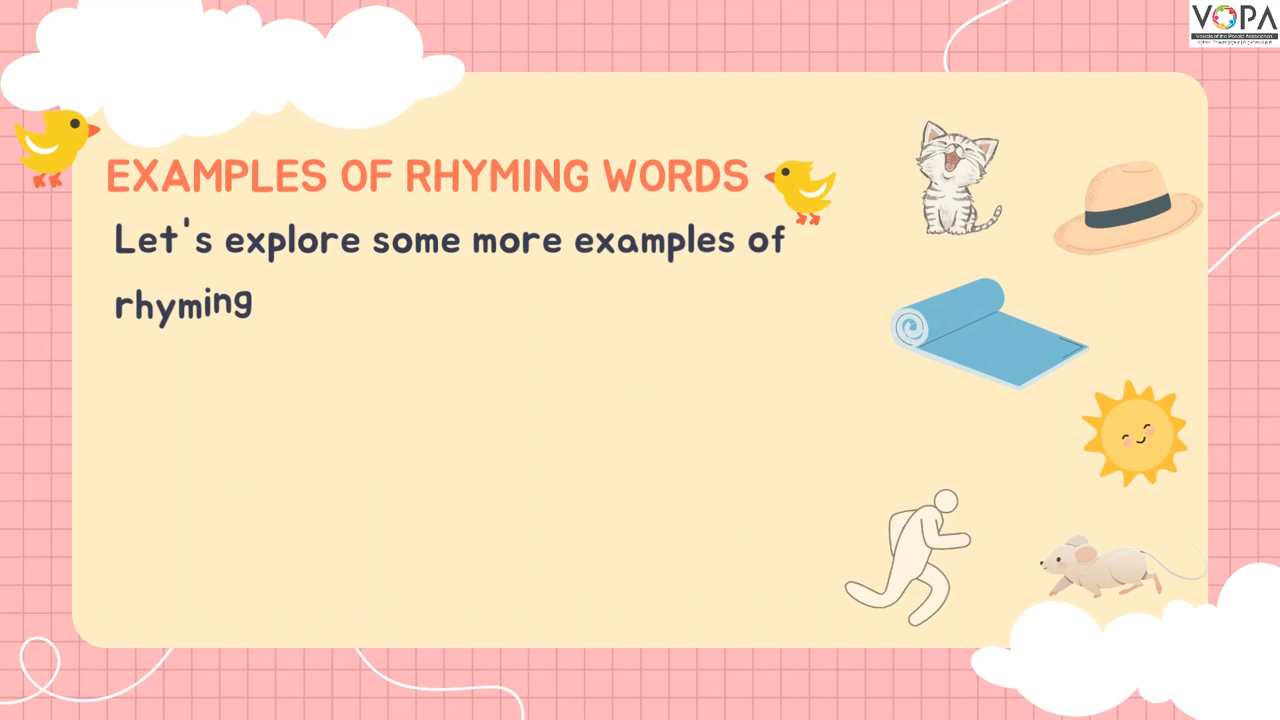 VOPA
EXAMPLES OF RHYMING WORDS
Let's explore some more examples of
rhyming